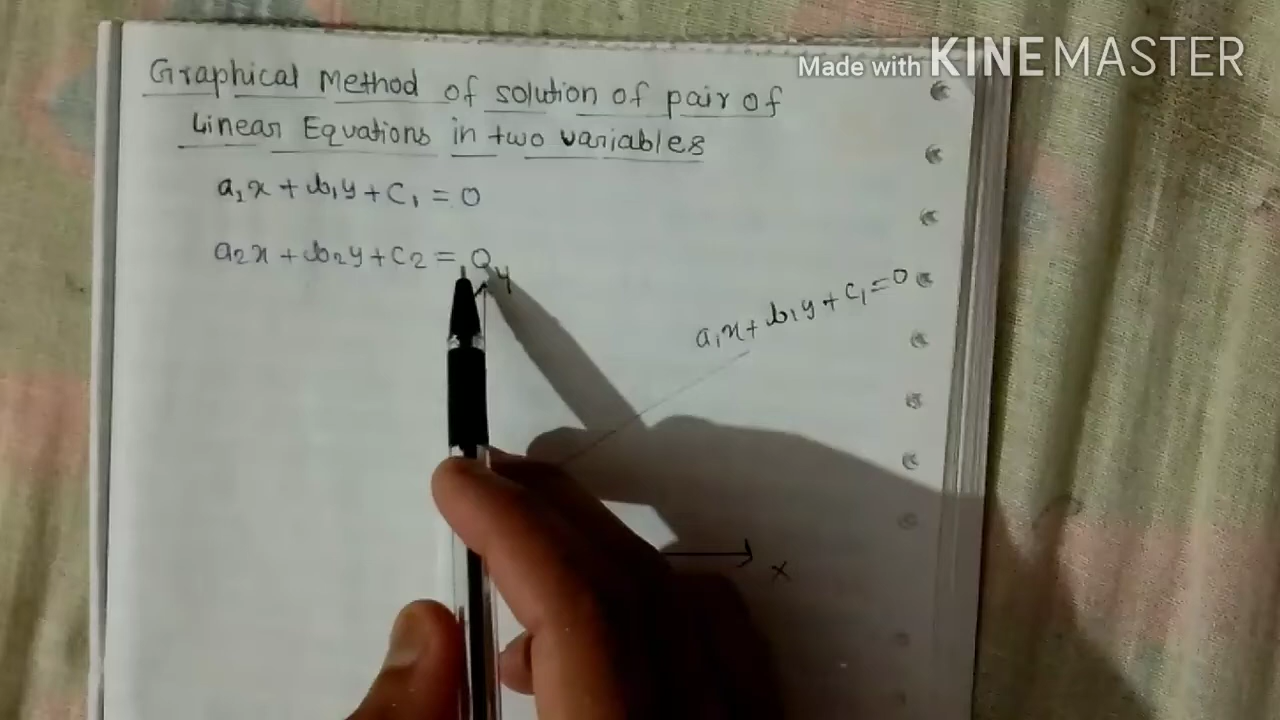 Made with KINEMASTER
Graphical Method of solution of pair of
Linear Equations in two variables
a₁x + b₁y + c₁ = 0
a₂x + b₂y + c₂ = 0
y
a₁x + b₁y + c₁ = 0
x